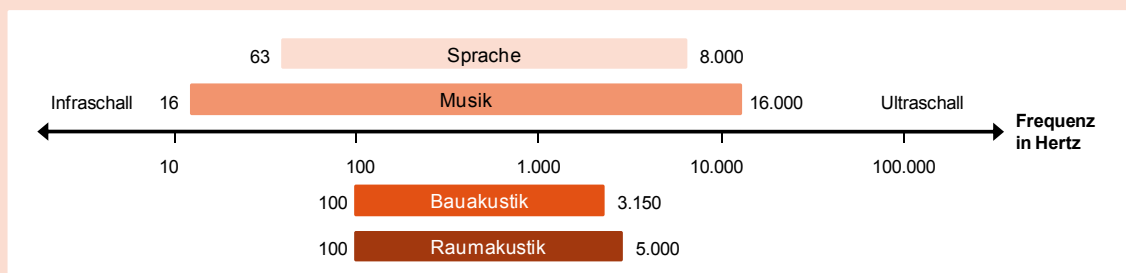 63 Sprache 8.000
Infraschall 16 Musik 16.000 Ultraschall
Frequenz
in Hertz
10 100 1.000 10.000 100.000
100 Bauakustik 3.150
100 Raumakustik 5.000